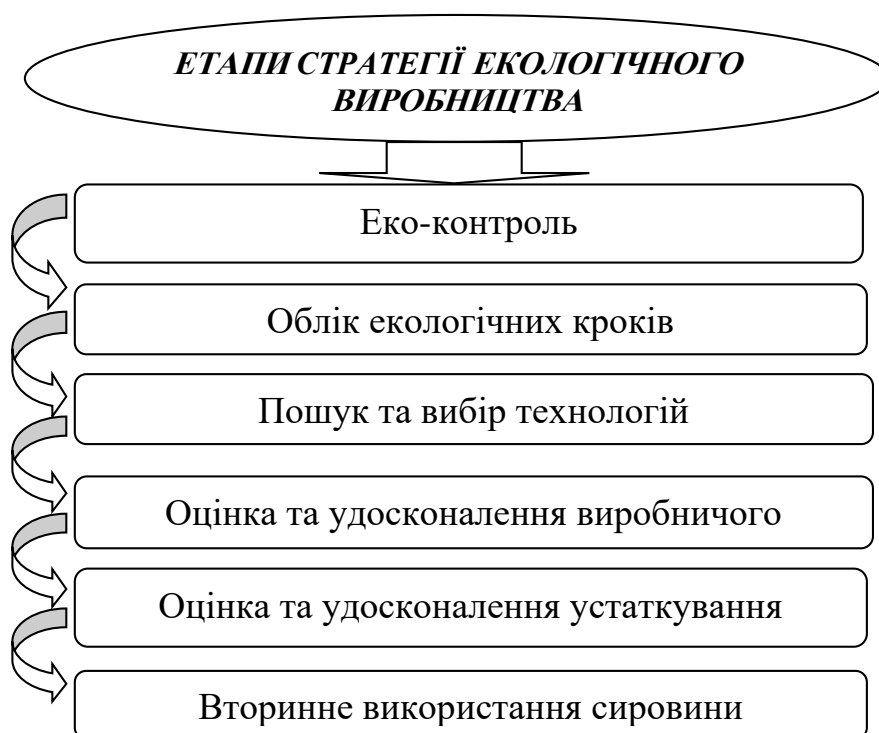 ЕТАПИ СТРАТЕГІЇ ЕКОЛОГІЧНОГО
ВИРОБНИЦТВА
Еко-контроль
Облік екологічних кроків
Пошук та вибір технологій
Оцінка та удосконалення виробничого
Оцінка та удосконалення устаткування
Вторинне використання сировини